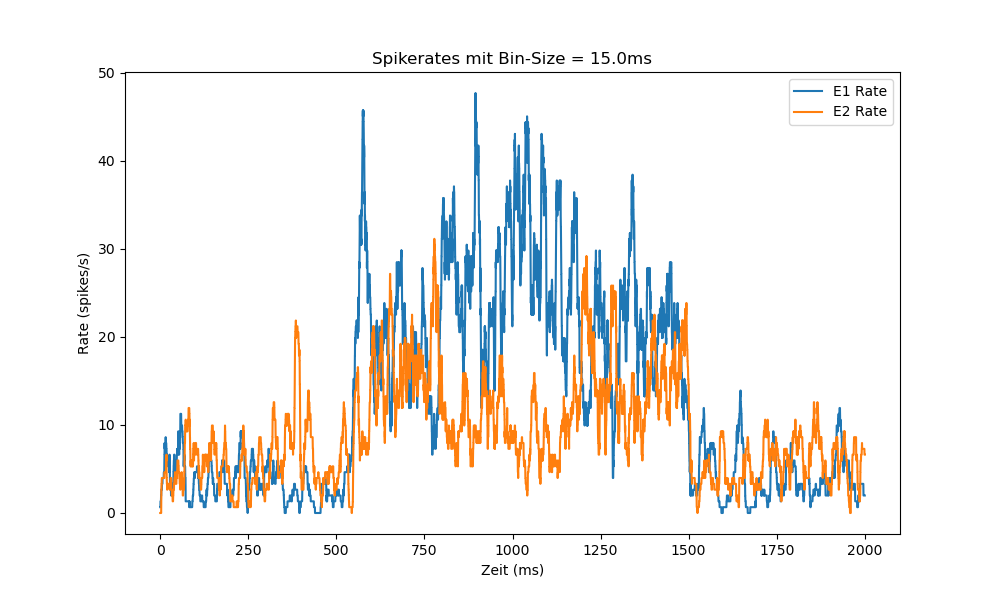 Spikerates mit Bin-Size = 15.0ms
E1 Rate
E2 Rate
Rate (spikes/s)
50
40
30
20
10
0
0 250 500 750 1000 1250 1500 1750 2000
Zeit (ms)